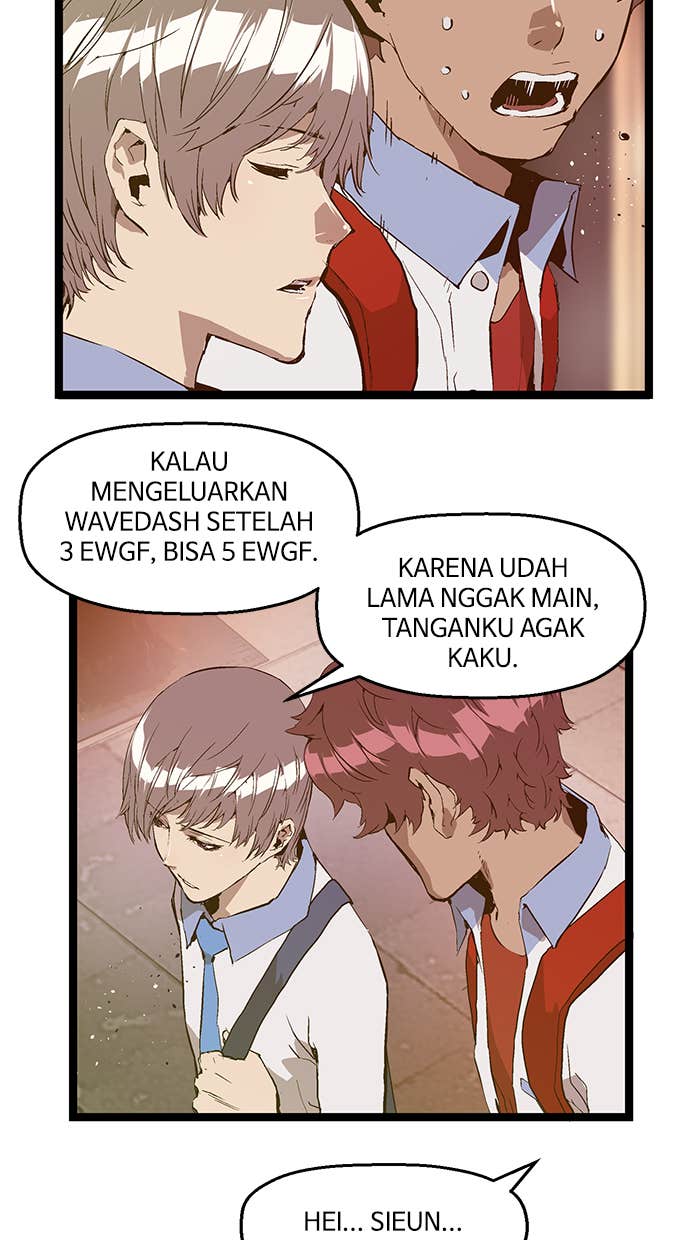 KALAU
MENGELUARKAN
WAVEDASH SETELAH
3 EWGF, BISA 5 EWGF.
KARENA UDAH
LAMA NGGAK MAIN,
TANGANKU AGAK
KAKU.
HEI... SIEUN...